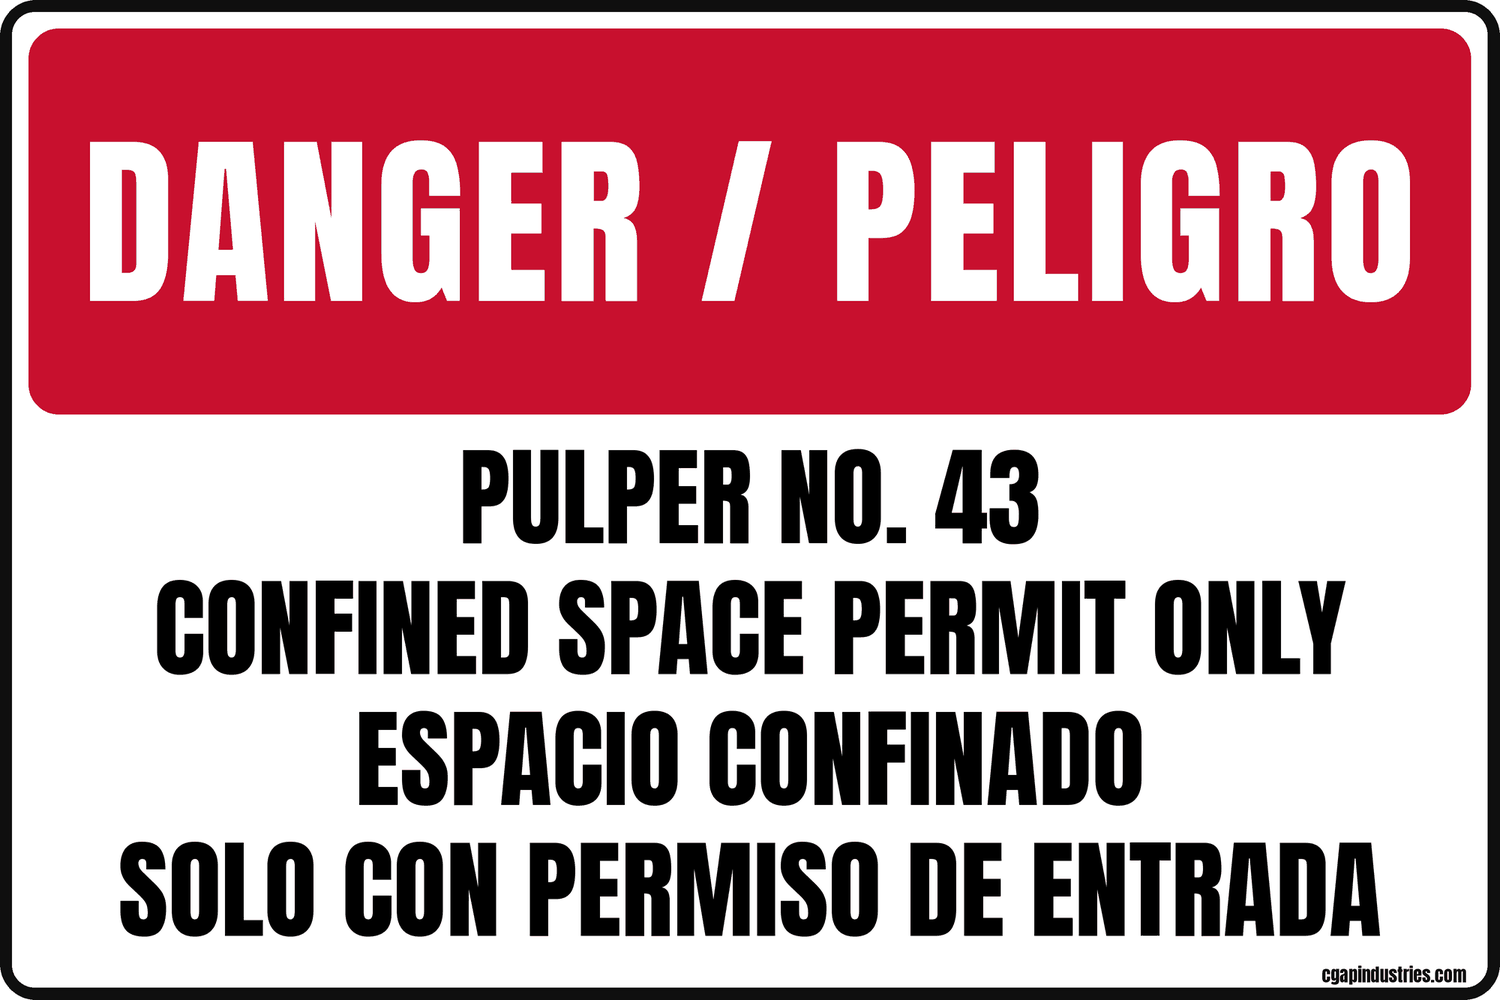 DANGER / PELIGRO
PULPER NO. 43
CONFINED SPACE PERMIT ONLY
ESPACIO CONFINADO
SOLO CON PERMISO DE ENTRADA
cgapindustries.com